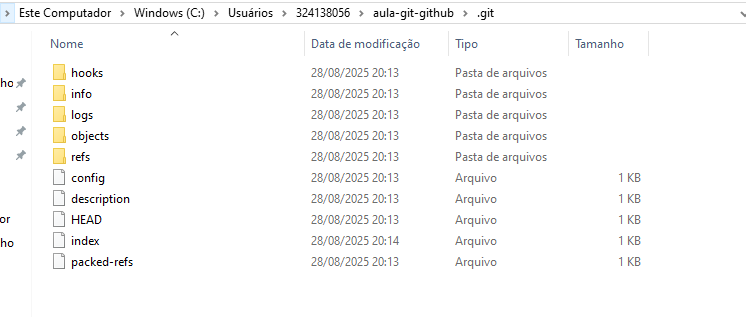 Este Computador > Windows (C:) > Usuários > 324138056 > aula-git-github > .git
Nome Data de modificação Tipo Tamanho
hooks 28/08/2025 20:13 Pasta de arquivos
info 28/08/2025 20:13 Pasta de arquivos
logs 28/08/2025 20:13 Pasta de arquivos
objects 28/08/2025 20:13 Pasta de arquivos
refs 28/08/2025 20:13 Pasta de arquivos
config 28/08/2025 20:13 Arquivo 1 KB
description 28/08/2025 20:13 Arquivo 1 KB
HEAD 28/08/2025 20:13 Arquivo 1 KB
index 28/08/2025 20:14 Arquivo 1 KB
packed-refs 28/08/2025 20:13 Arquivo 1 KB
ho
or
ho